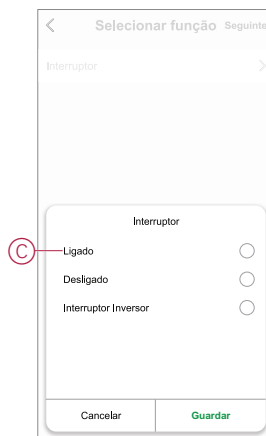 Selecionar função Seguinte
Interruptor
Interruptor
C Ligado
Desligado
Interruptor Inversor
Cancelar Guardar